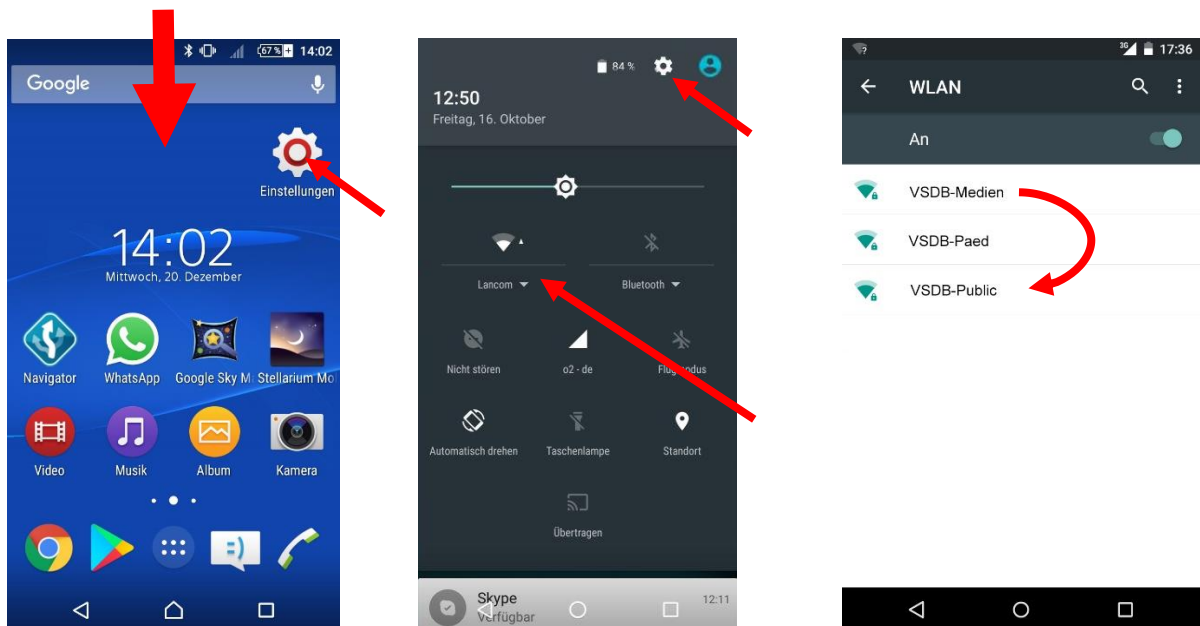 67% 14:02
Google
Einstellungen
14:02
Mittwoch, 20. Dezember
Navigator WhatsApp Google Sky M Stellarium Mo
Video Musik Album Kamera
84 %
12:50
Freitag, 16. Oktober
Lancom Bluetooth
Nicht stören o2 - de Flugmodus
Automatisch drehen Taschenlampe Standort
Übertragen
Skype 12:11
Verfügbar
3G 17:36
WLAN
An
VSDB-Medien
VSDB-Paed
VSDB-Public